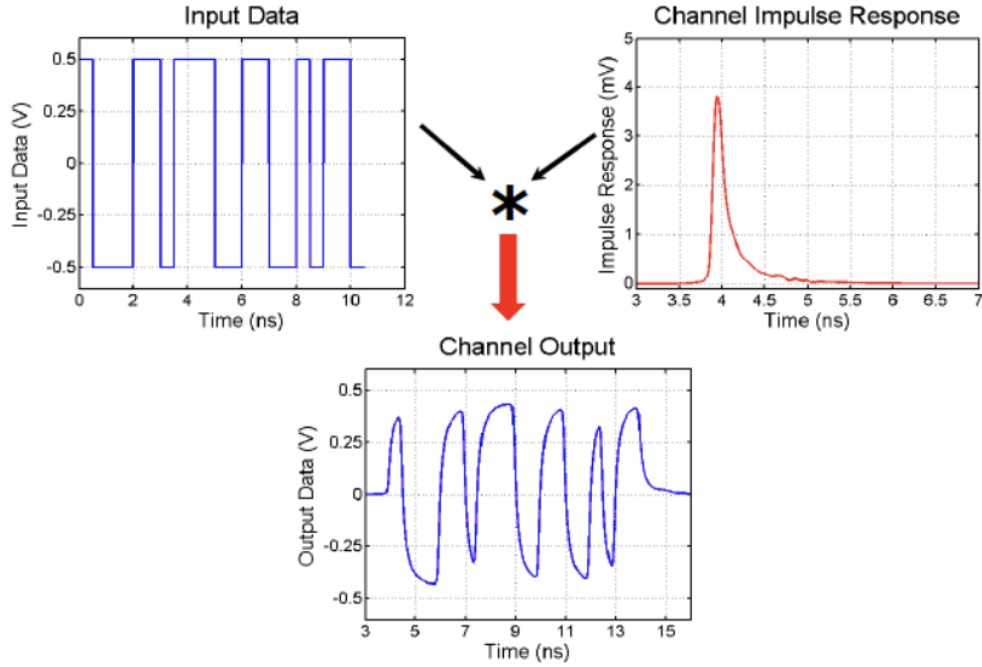 Input Data
Input Data (V)
0.5
0.25
0
-0.25
-0.5
0 2 4 6 8 10 12
Time (ns)
Channel Impulse Response
Impulse Response (mV)
5
4
3
2
1
0
3 3.5 4 4.5 5 5.5 6 6.5 7
Time (ns)
*
Channel Output
Output Data (V)
0.5
0.25
0
-0.25
-0.5
3 5 7 9 11 13 15
Time (ns)